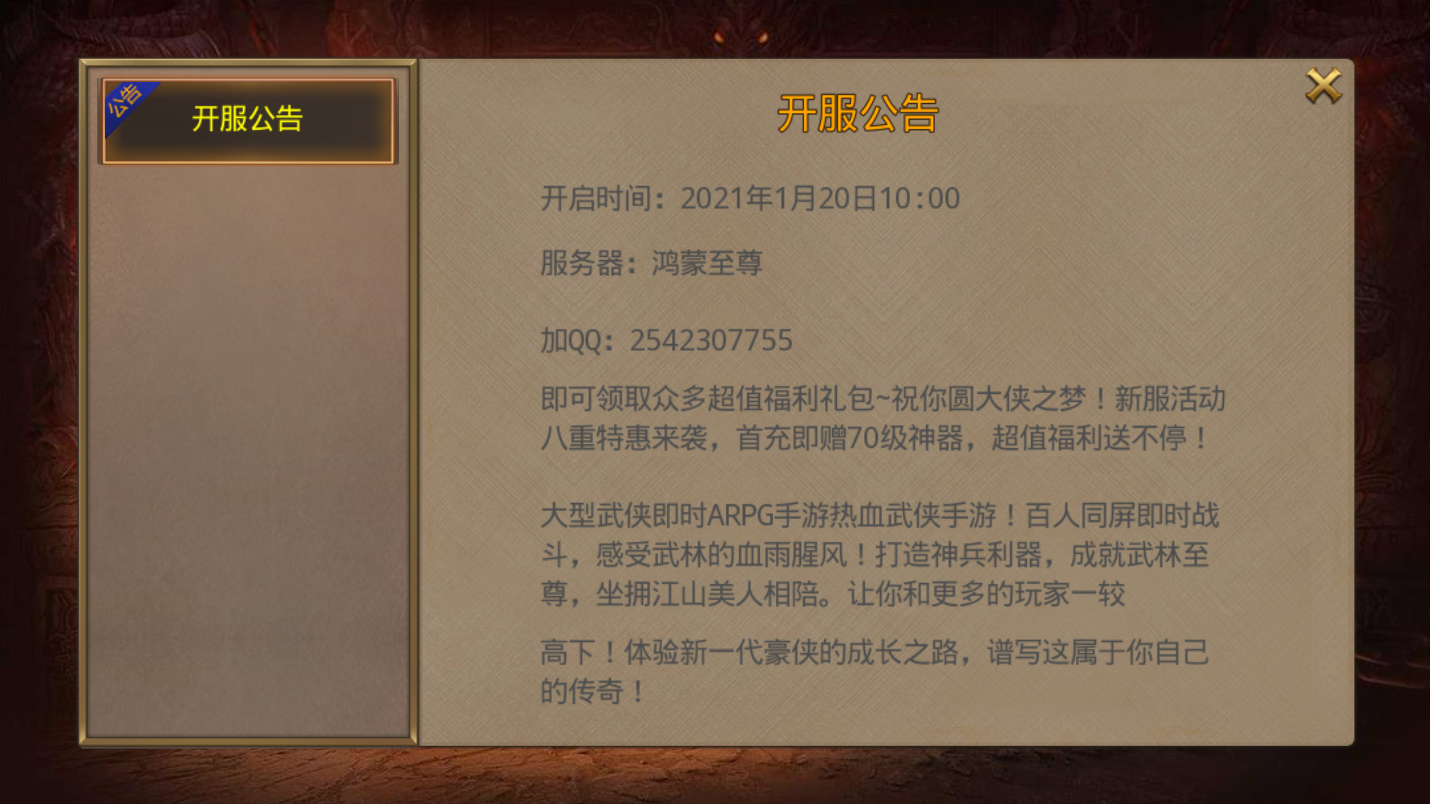 公告
开服公告
开服公告
开启时间：2021年1月20日10:00
服务器：鸿蒙至尊
加QQ：2542307755
即可领取众多超值福利礼包~祝你圆大侠之梦！新服活动
八重特惠来袭，首充即赠70级神器，超值福利送不停！
大型武侠即时ARPG手游热血武侠手游！百人同屏即时战
斗，感受武林的血雨腥风！打造神兵利器，成就武林至
尊，坐拥江山美人相陪。让你和更多的玩家一较
高下！体验新一代豪侠的成长之路，谱写这属于你自己
的传奇！